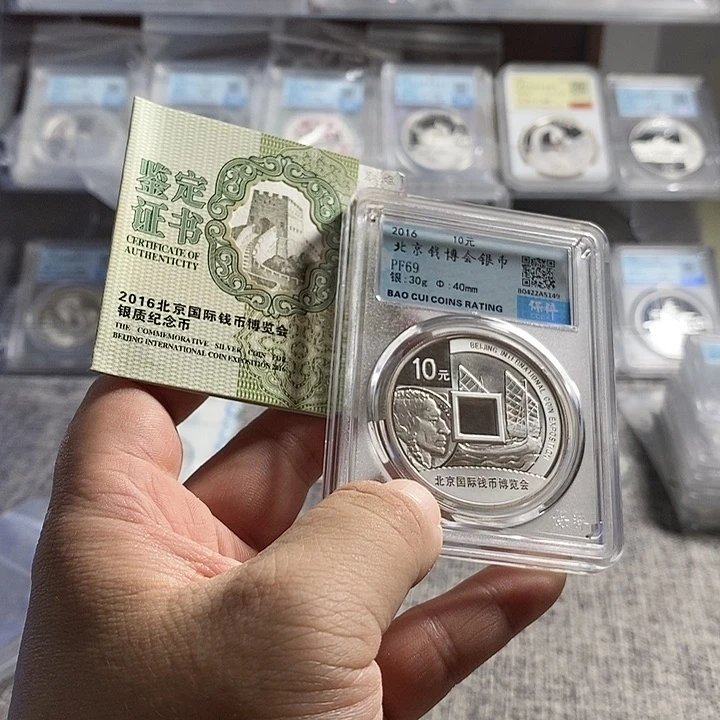 鉴定
证书
CERTIFICATE OF
AUTHENTICITY
2016北京国际钱币博览会
银质纪念币
THE COMMEMORATIVE SILVER COIN FOR
BEIJING INTERNATIONAL COIN EXPOSITION 2016
2016 10元
北京钱博会银币
PF69
银:30g Φ:40mm
80422A5149
BAO CUI COINS RATING
保粹
10元
BEIJING INTERNATIONAL COIN EXPOSITION
北京国际钱币博览会